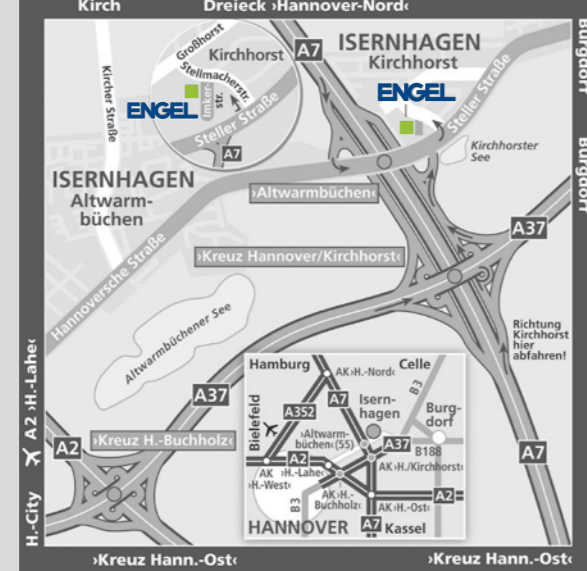 Kirch
Dreieck ›Hannover-Nord‹
Burgdorf
Burgdorf
A7
ISERNHAGEN
Kirchhorst
ENGEL
Steller Straße
Kirchhorster
See
Großhorst
Kirchhorst
Stellmacherstr.
Imker-
str.
ENGEL
Steller Straße
A7
Kircher Straße
ISERNHAGEN
Altwarm-
büchen
›Altwarmbüchen‹
Hannoversche Straße
›Kreuz Hannover/Kirchhorst‹
A37
Altwarmbüchener See
Richtung
Kirchhorst
hier
abfahren!
A37
›Kreuz H.-Buchholz‹
A2
A2 ›H.-Lahe‹
H.-City
A7
Hamburg
Celle
AK ›H.-Nord‹
B3
A7
A352
Bielefeld
Isern-
hagen
Burg-
dorf
›Altwarm-
büchen‹ (55)
A37
B188
A2
AK
›H.-West‹
›H.-Lahe‹
AK ›H./Kirchhorst‹
B3
AK ›H.-
Buchholz‹
A2
AK ›H.-Ost‹
HANNOVER
A7
Kassel
›Kreuz Hann.-Ost‹
›Kreuz Hann.-Ost‹